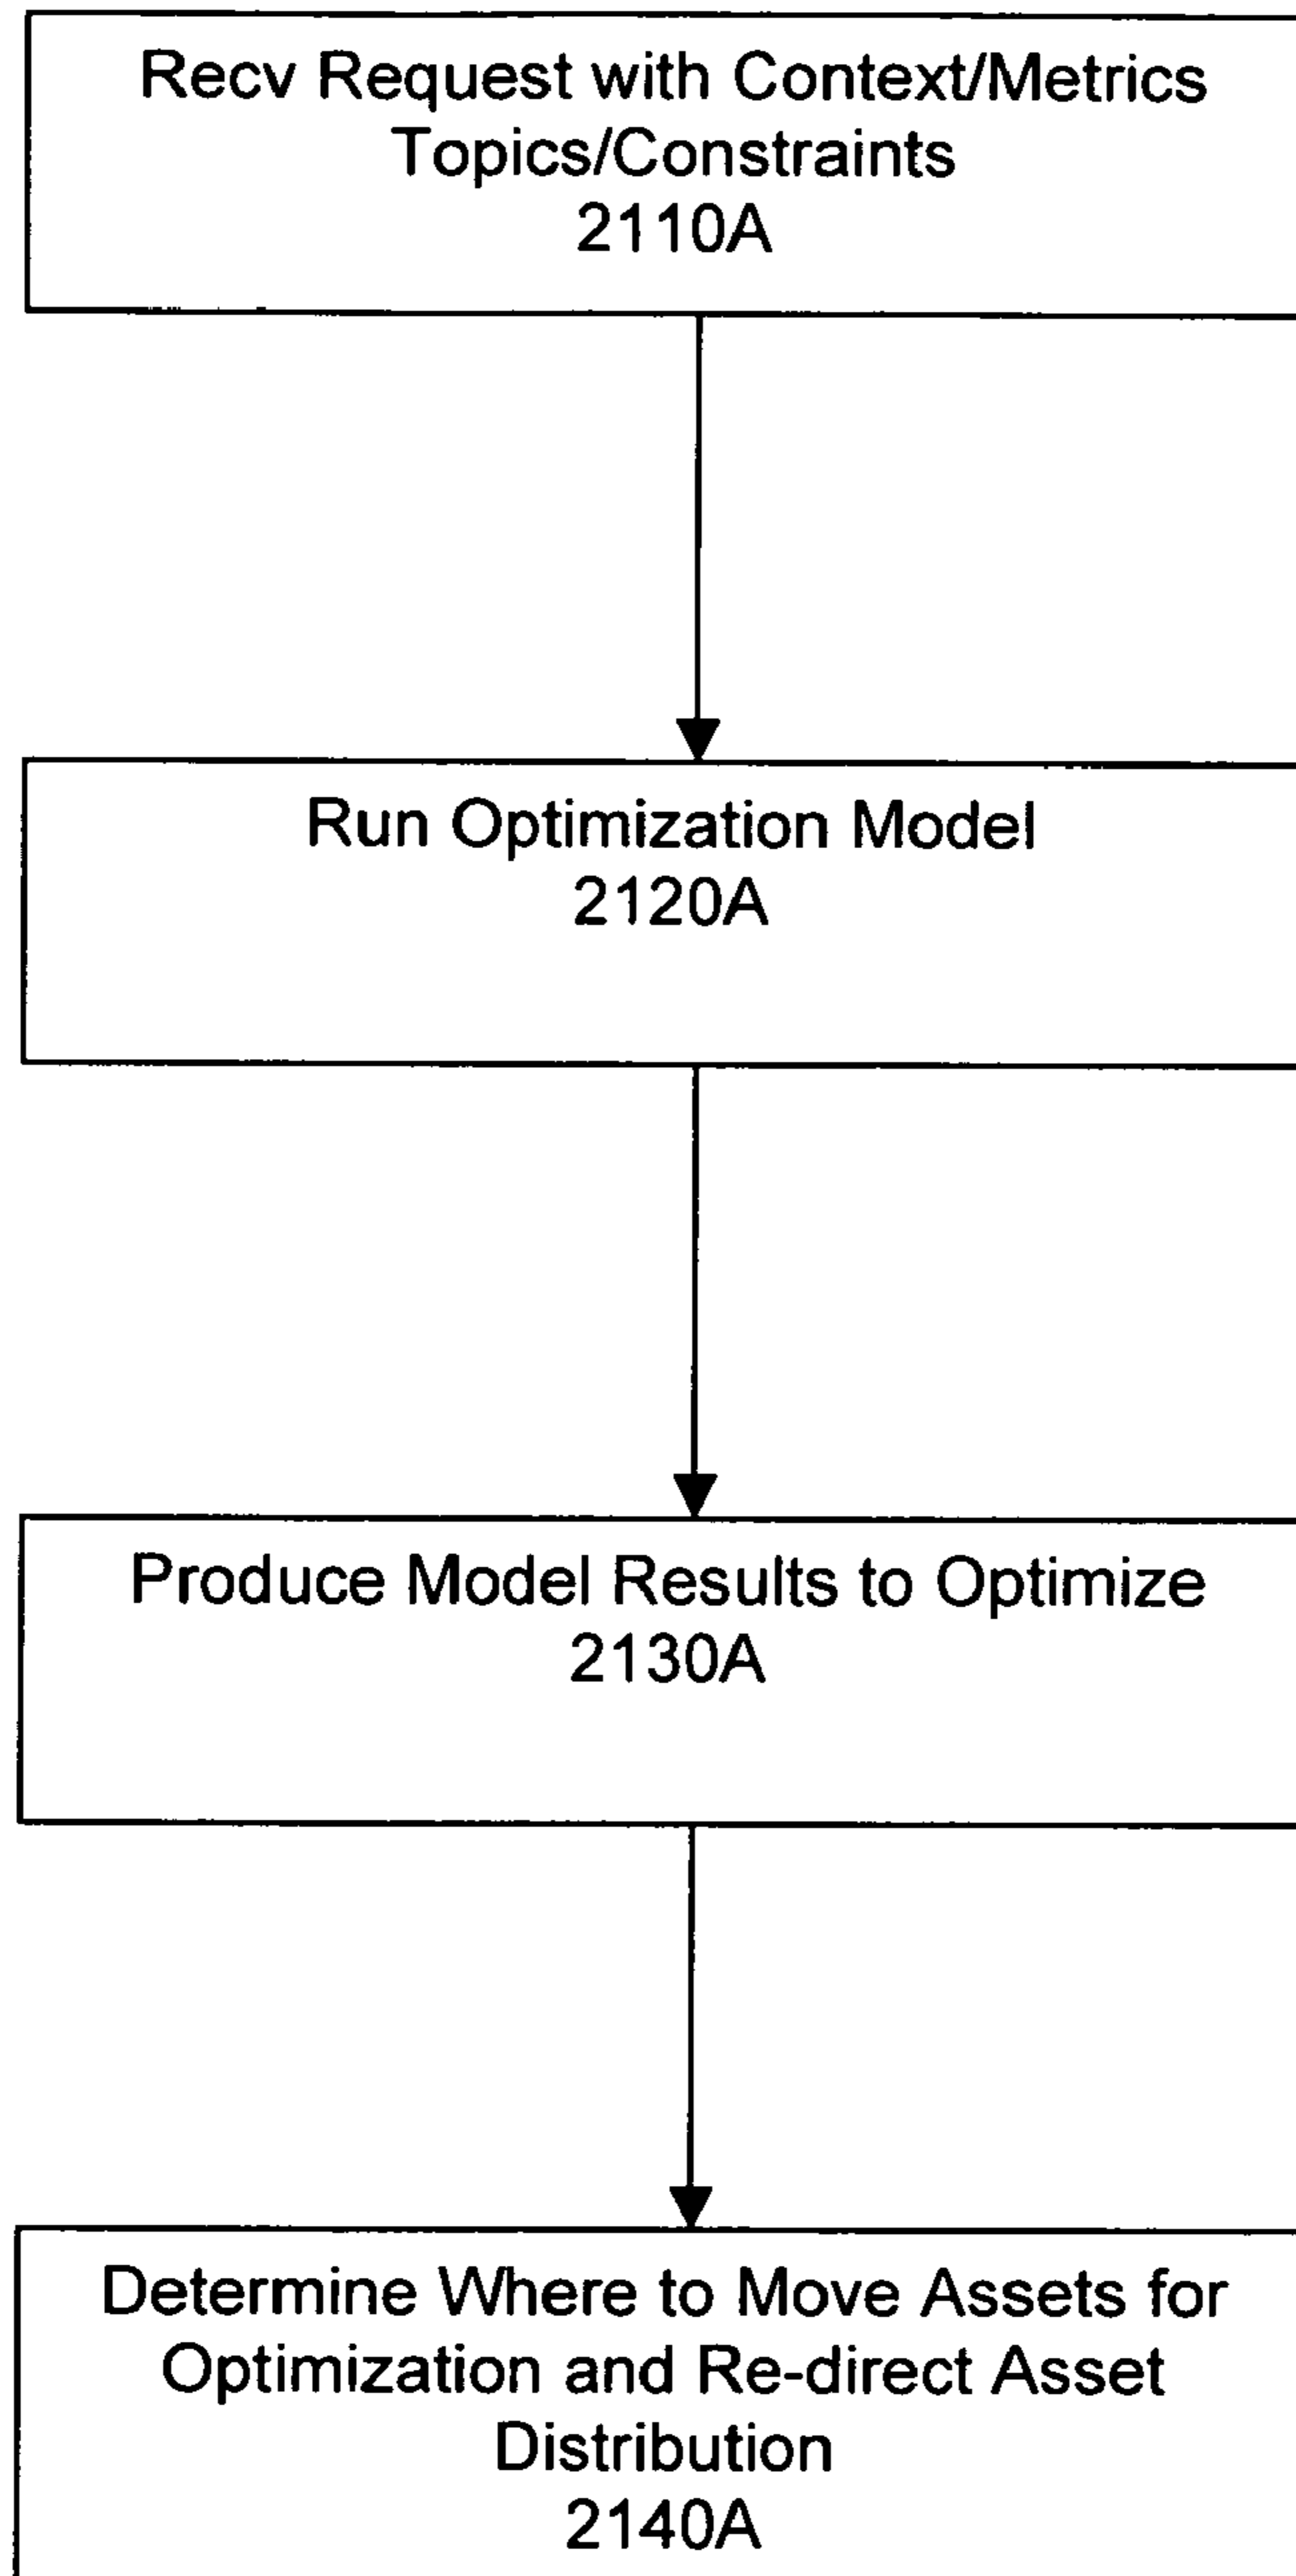 Recv Request with Context/Metrics
Topics/Constraints
2110A
Run Optimization Model
2120A
Produce Model Results to Optimize
2130A
Determine Where to Move Assets for
Optimization and Re-direct Asset
Distribution
2140A